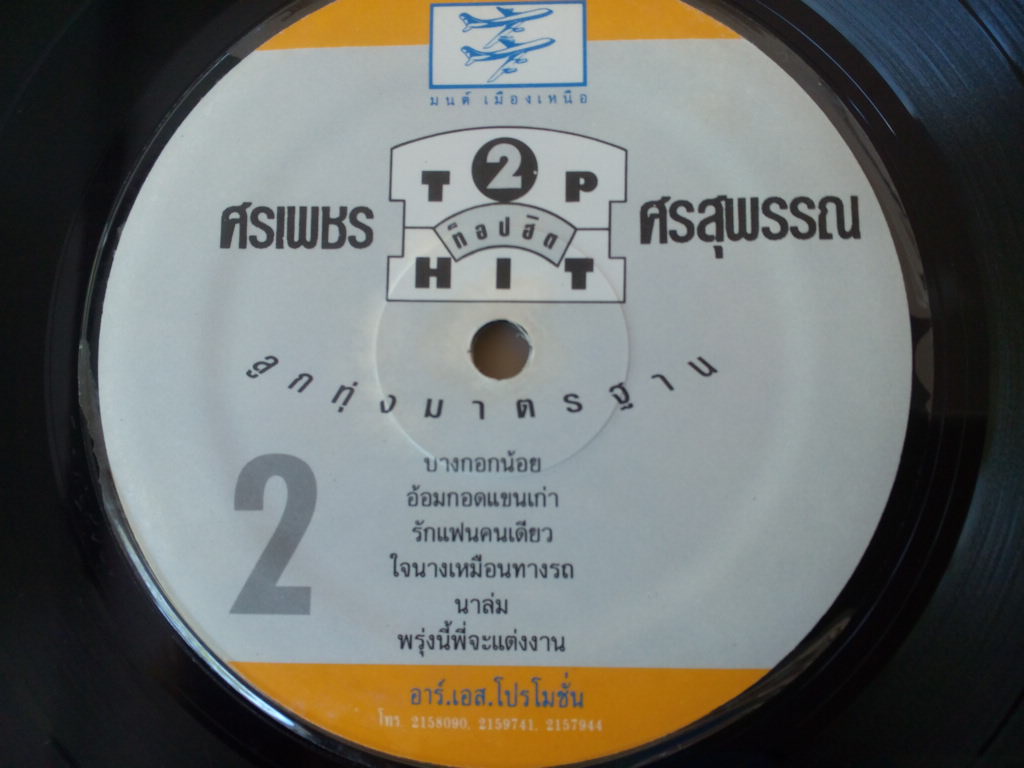 มนต์ เมืองเหนือ
2
T P
ศรเพชร ท็อปฮิต ศรสุพรรณ
HIT
ลูกทุ่งมาตรฐาน
2
บางกอกน้อย
อ้อมกอดแขนเก่า
รักแฟนคนเดียว
ใจนางเหมือนทางรถ
นาล่ม
พรุ่งนี้พี่จะแต่งงาน
อาร์.เอส.โปรโมชั่น
โทร. 2158090, 2159741, 2157944